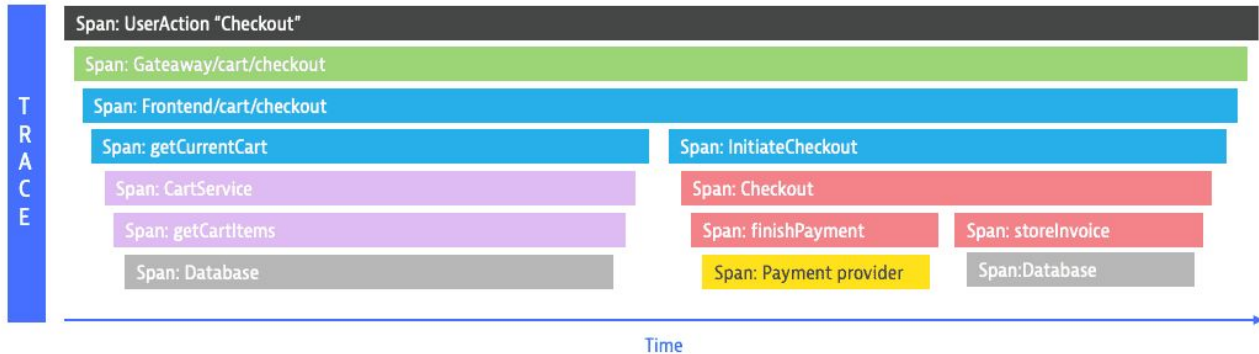 TRACE
Span: UserAction “Checkout”
Span: Gateaway/cart/checkout
Span: Frontend/cart/checkout
Span: getCurrentCart
Span: InitiateCheckout
Span: CartService
Span: Checkout
Span: getCartItems
Span: finishPayment
Span: storeInvoice
Span: Database
Span: Payment provider
Span:Database
Time